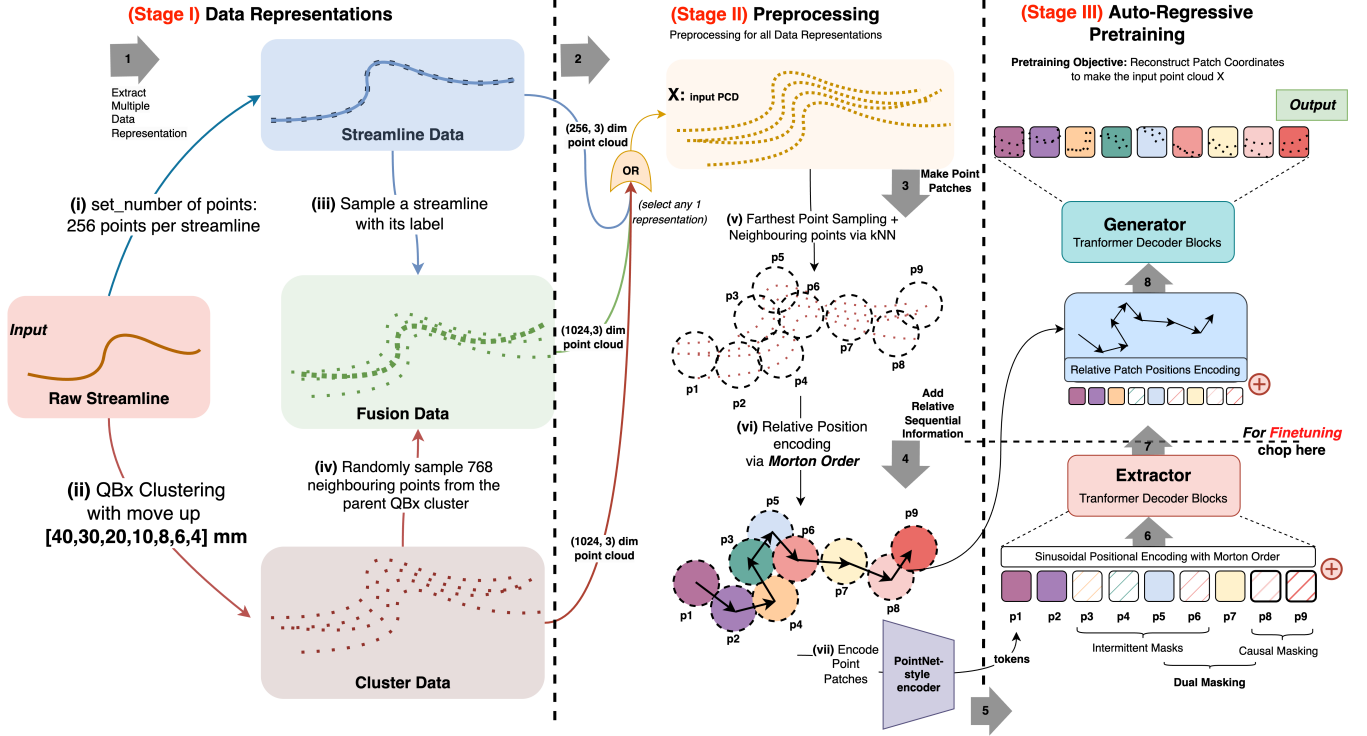 (Stage I) Data Representations
1
Extract
Multiple
Data
Representation
Streamline Data
(i) set_number of points:
256 points per streamline
(iii) Sample a streamline
with its label
Input
Raw Streamline
Fusion Data
(ii) QBx Clustering
with move up
[40,30,20,10,8,6,4] mm
(iv) Randomly sample 768
neighbouring points from the
parent QBx cluster
Cluster Data
(Stage II) Preprocessing
Preprocessing for all Data Representations
2
X: input PCD
(256, 3) dim
point cloud
OR
(select any 1
representation)
(1024,3) dim
point cloud
(1024, 3) dim
point cloud
3
Make Point
Patches
(v) Farthest Point Sampling +
Neighbouring points via kNN
p5
p9
p6
p3
p7
p8
p4
p1
p2
Add
Relative
Sequential
Information
(vi) Relative Position
encoding
via Morton Order
4
p5
p9
p6
p3
p7
p8
p1
p4
p2
(vii) Encode
Point
Patches
PointNet-
style
encoder
tokens
5
(Stage III) Auto-Regressive
Pretraining
Pretraining Objective: Reconstruct Patch Coordinates
to make the input point cloud X
Output
Generator
Tranformer Decoder Blocks
8
Relative Patch Positions Encoding
+
For Finetuning
chop here
7
Extractor
Tranformer Decoder Blocks
6
Sinusoidal Positional Encoding with Morton Order
+
p1 p2 p3 p4 p5 p6 p7 p8 p9
Intermittent Masks
Causal Masking
Dual Masking